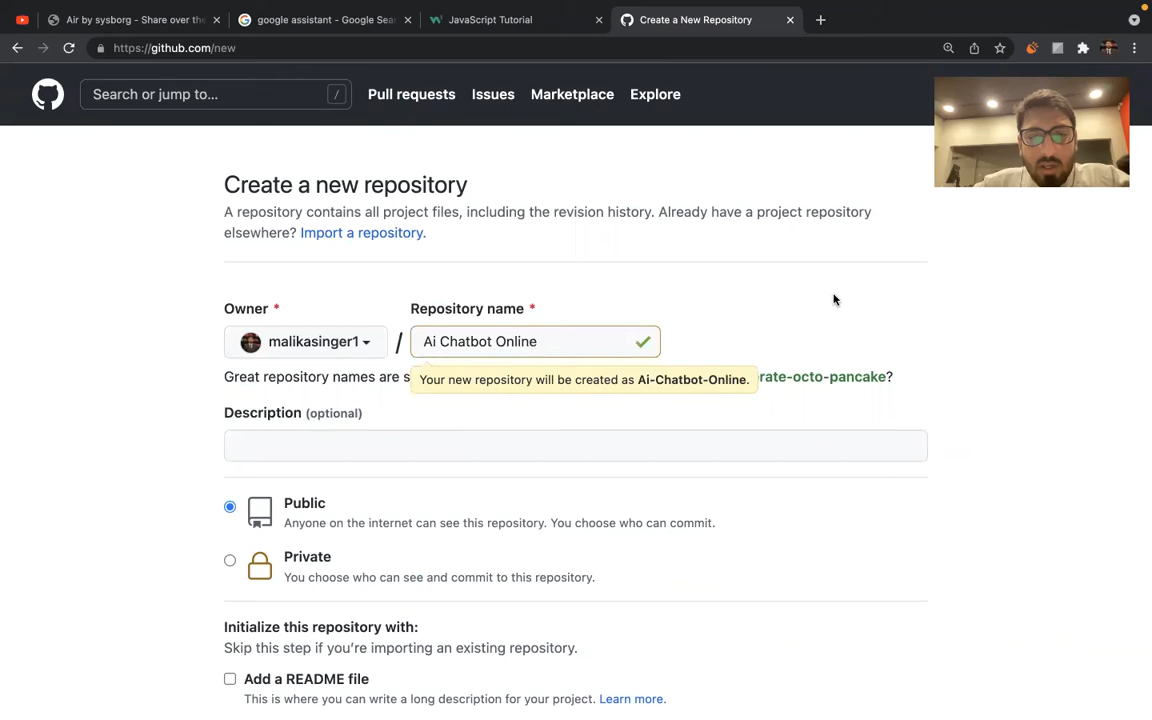 Air by sysborg - Share over the
google assistant - Google Sea
JavaScript Tutorial
Create a New Repository
https://github.com/new
Search or jump to...
/
Pull requests
Issues
Marketplace
Explore
Create a new repository
A repository contains all project files, including the revision history. Already have a project repository
elsewhere? Import a repository.
Owner *
Repository name *
malikasinger1
/
Ai Chatbot Online
Great repository names are s
Your new repository will be created as Ai-Chatbot-Online.
rate-octo-pancake?
Description (optional)
Public
Anyone on the internet can see this repository. You choose who can commit.
Private
You choose who can see and commit to this repository.
Initialize this repository with:
Skip this step if you're importing an existing repository.
Add a README file
This is where you can write a long description for your project. Learn more.